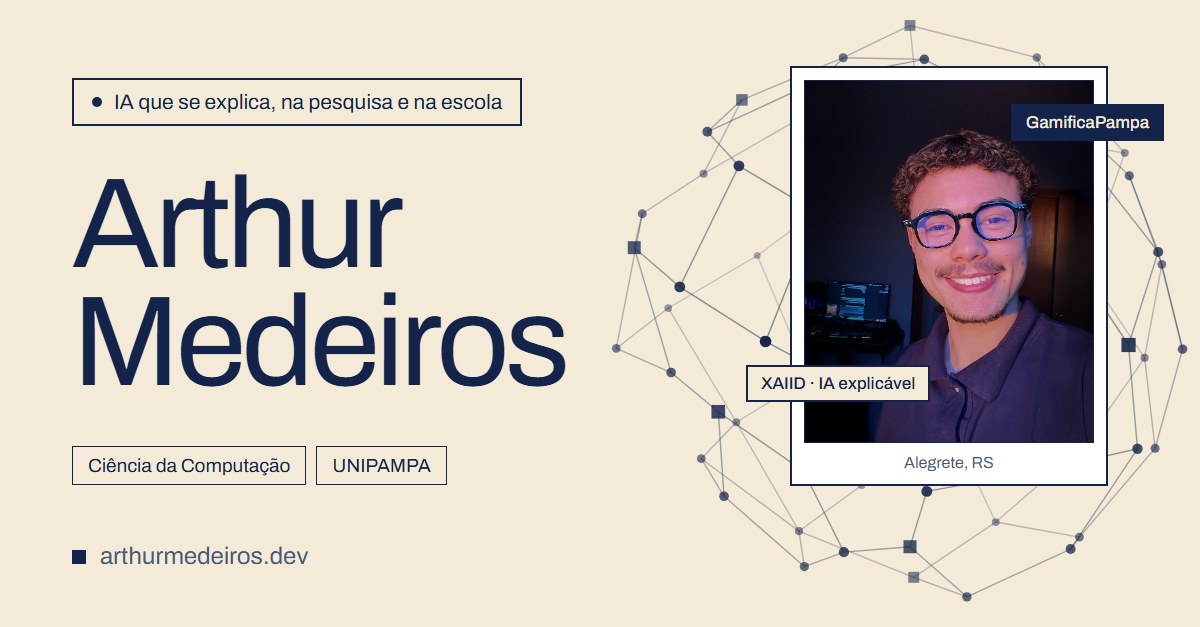 IA que se explica, na pesquisa e na escola
Arthur
Medeiros
Ciência da Computação
UNIPAMPA
arthurmedeiros.dev
GamificaPampa
XAIID · IA explicável
Alegrete, RS